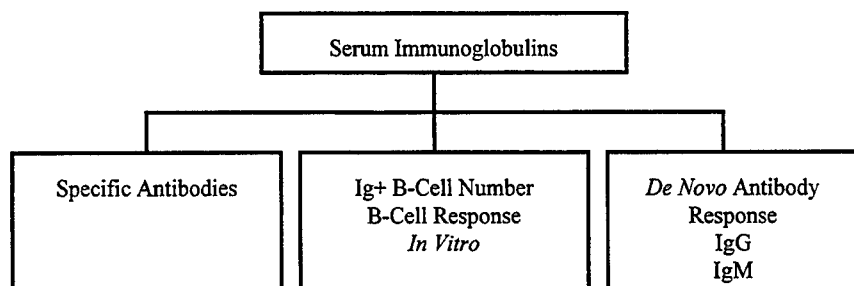 Serum Immunoglobulins
Specific Antibodies
Ig+ B-Cell Number
B-Cell Response
In Vitro
De Novo Antibody
Response
IgG
IgM